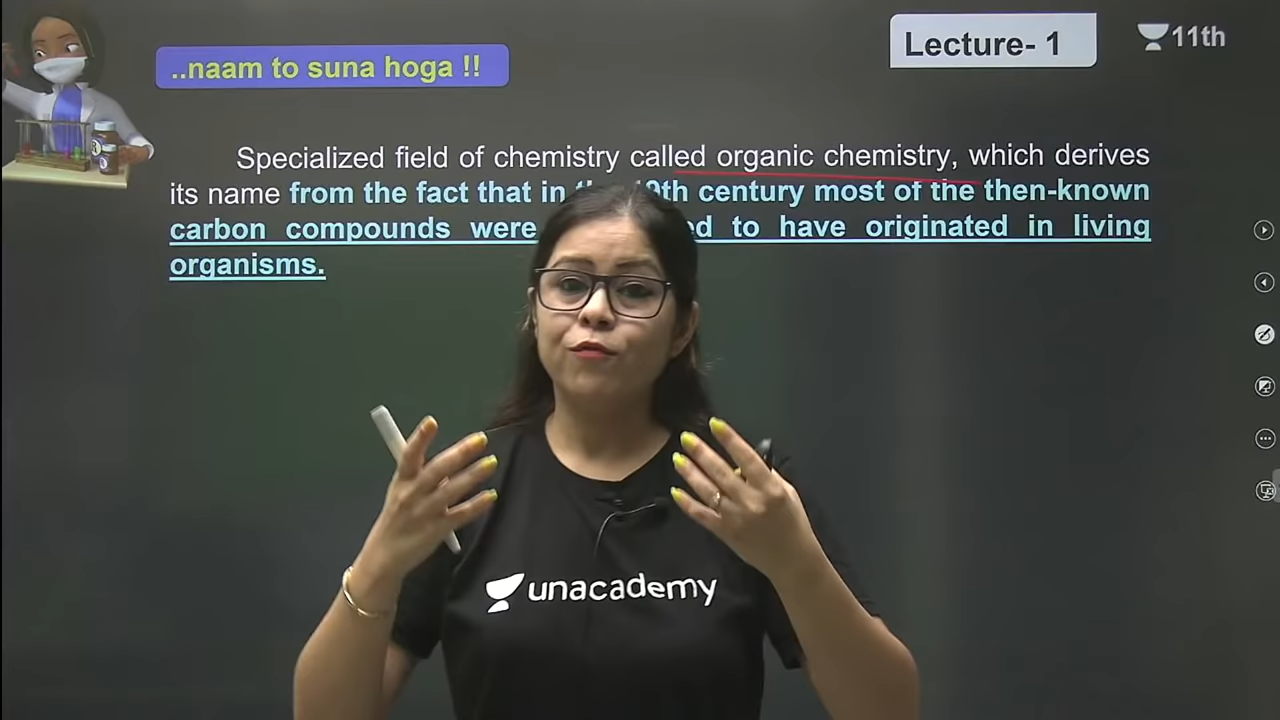 ..naam to suna hoga !!
Lecture- 1
11th
Specialized field of chemistry called organic chemistry, which derives
its name from the fact that in 19th century most of the then-known
carbon compounds were to have originated in living
organisms.
unacademy